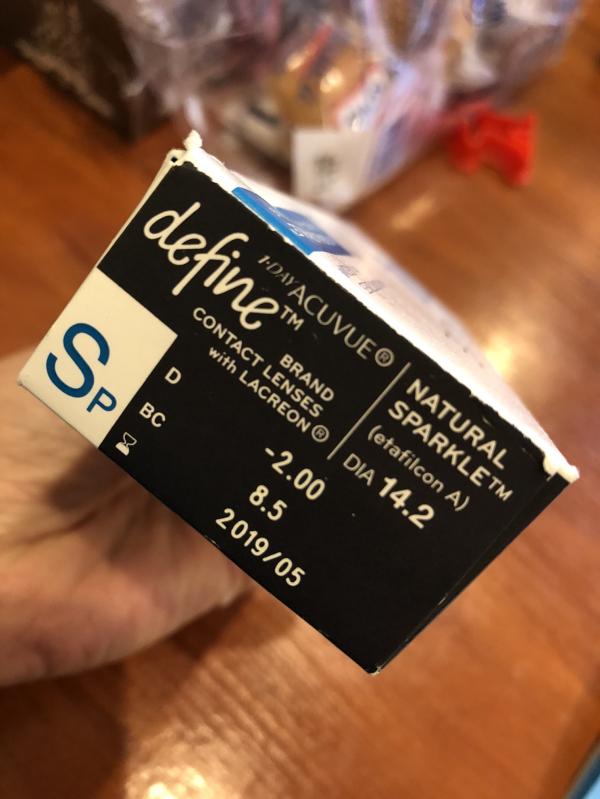 define™
1·DAY ACUVUE®
BRAND
CONTACT LENSES
with LACREON®
NATURAL
SPARKLE™
(etafilcon A)
DIA 14.2
SP
D -2.00
BC 8.5
2019/05